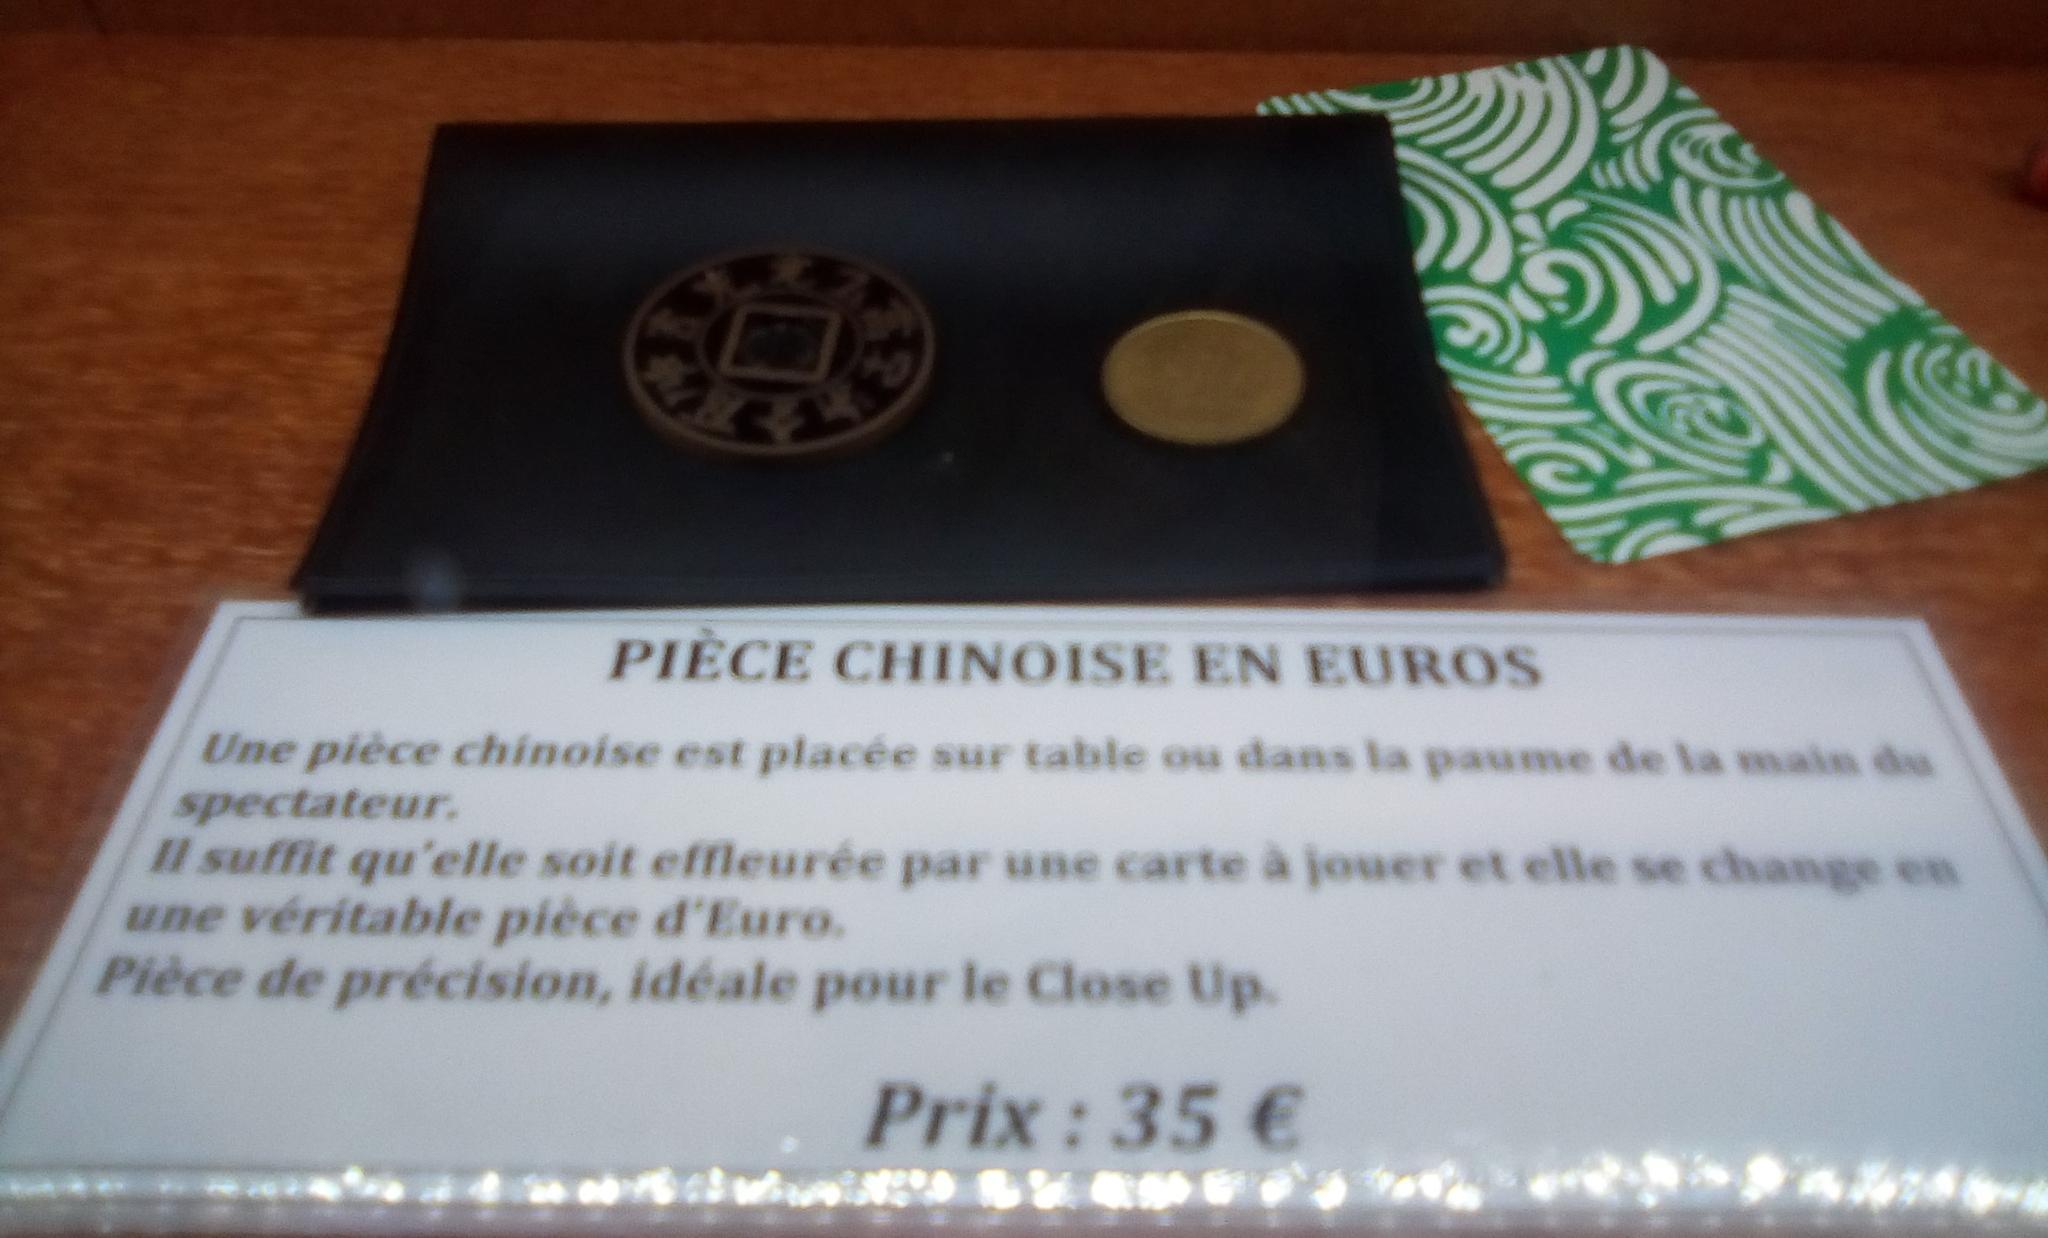 PIÈCE CHINOISE EN EUROS
Une pièce chinoise est placée sur table ou dans la paume de la main du
spectateur.
Il suffit qu'elle soit effleurée par une carte à jouer et elle se change en
une véritable pièce d'Euro.
Pièce de précision, idéale pour le Close Up.
Prix : 35 €